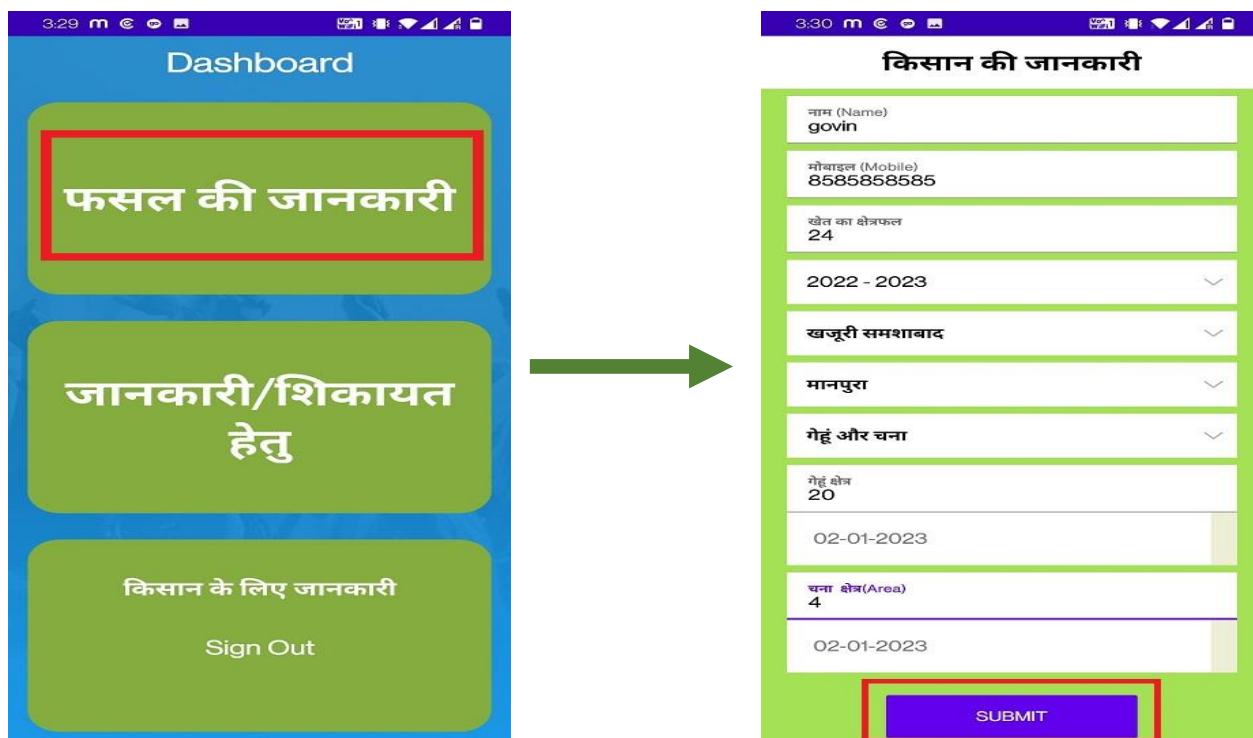 3:29
Dashboard
फसल की जानकारी
जानकारी/शिकायत
हेतु
किसान के लिए जानकारी
Sign Out
3:30
किसान की जानकारी
नाम (Name)
govin
मोबाइल (Mobile)
8585858585
खेत का क्षेत्रफल
24
2022 - 2023
खजूरी समशाबाद
मानपुरा
गेहूं और चना
गेहूं क्षेत्र
20
02-01-2023
चना क्षेत्र(Area)
4
02-01-2023
SUBMIT